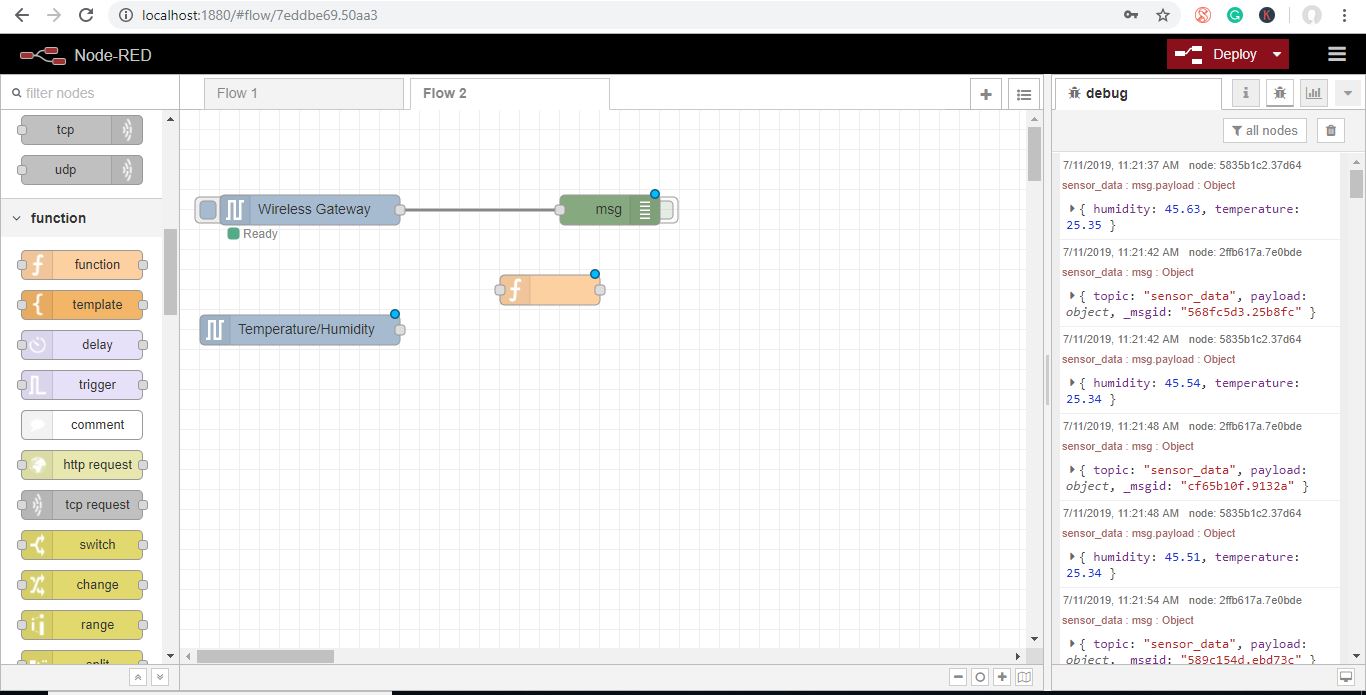 localhost:1880/#flow/7eddbe69.50aa3
Node-RED
Deploy
filter nodes
tcp
udp
function
function
template
delay
trigger
comment
http request
tcp request
switch
change
range
split
Flow 1
Flow 2
Wireless Gateway
Ready
msg
Temperature/Humidity
debug
all nodes
7/11/2019, 11:21:37 AM node: 5835b1c2.37d64
sensor_data : msg.payload : Object
{ humidity: 45.63, temperature:
25.35 }
7/11/2019, 11:21:42 AM node: 2ffb617a.7e0bde
sensor_data : msg : Object
{ topic: "sensor_data", payload:
object, _msgid: "568fc5d3.25b8fc" }
7/11/2019, 11:21:42 AM node: 5835b1c2.37d64
sensor_data : msg.payload : Object
{ humidity: 45.54, temperature:
25.34 }
7/11/2019, 11:21:48 AM node: 2ffb617a.7e0bde
sensor_data : msg : Object
{ topic: "sensor_data", payload:
object, _msgid: "cf65b10f.9132a" }
7/11/2019, 11:21:48 AM node: 5835b1c2.37d64
sensor_data : msg.payload : Object
{ humidity: 45.51, temperature:
25.34 }
7/11/2019, 11:21:54 AM node: 2ffb617a.7e0bde
sensor_data : msg : Object
{ topic: "sensor_data", payload:
object, _msgid: "589c154d.ebd73c" }